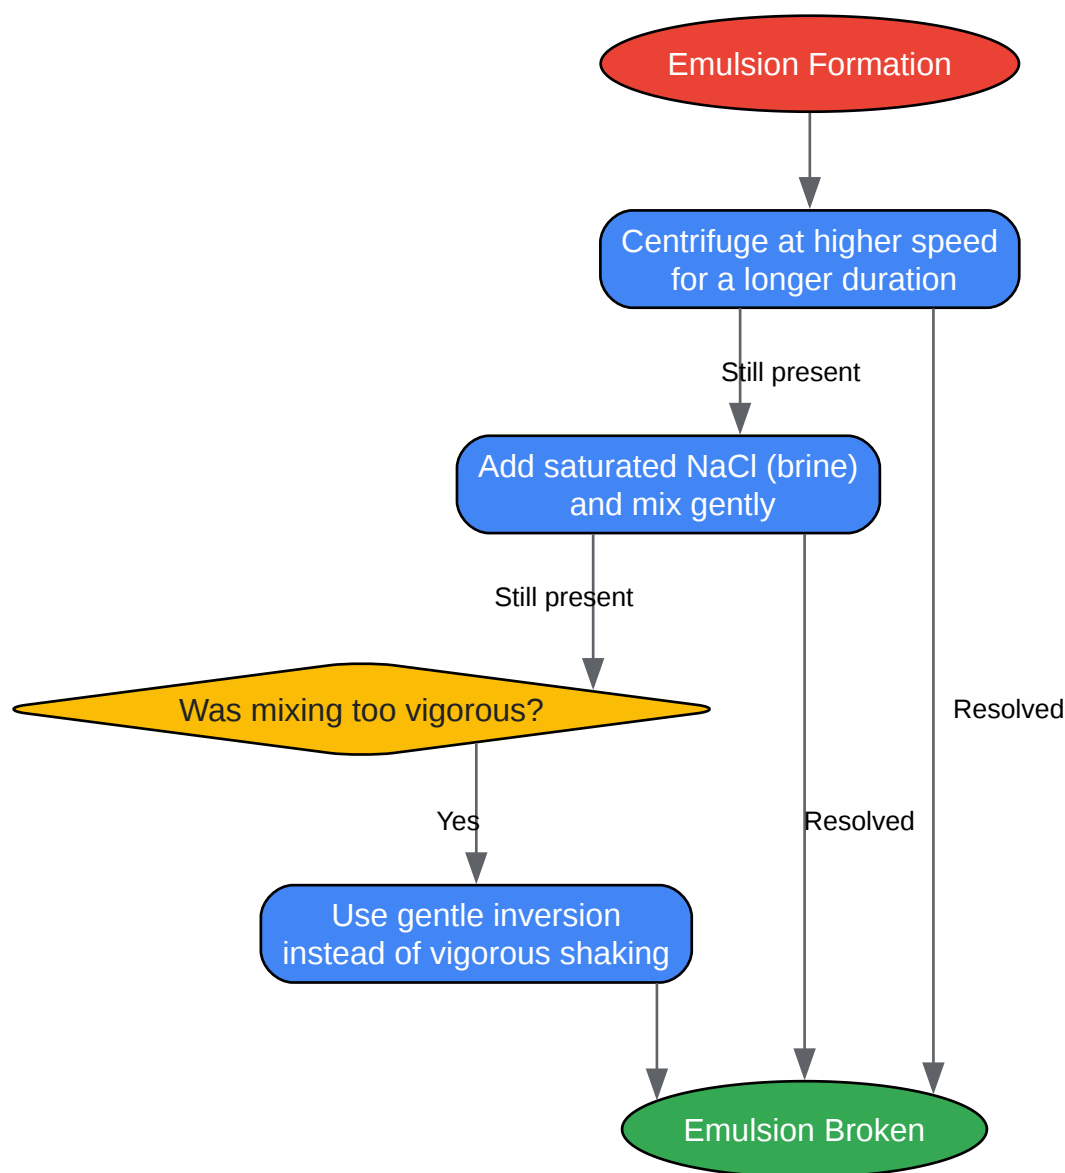 Emulsion Formation
Centrifuge at higher speed
for a longer duration
Still present
Add saturated NaCl (brine)
and mix gently
Still present
Was mixing too vigorous?
Resolved
Yes
Resolved
Use gentle inversion
instead of vigorous shaking
Emulsion Broken